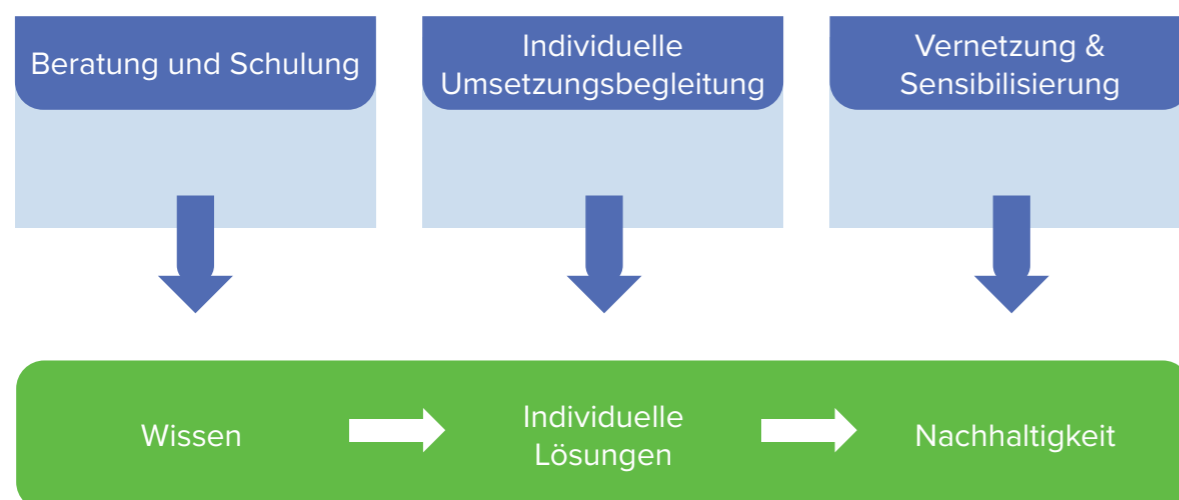 Beratung und Schulung
Individuelle
Umsetzungsbegleitung
Vernetzung &
Sensibilisierung
Wissen
Individuelle
Lösungen
Nachhaltigkeit